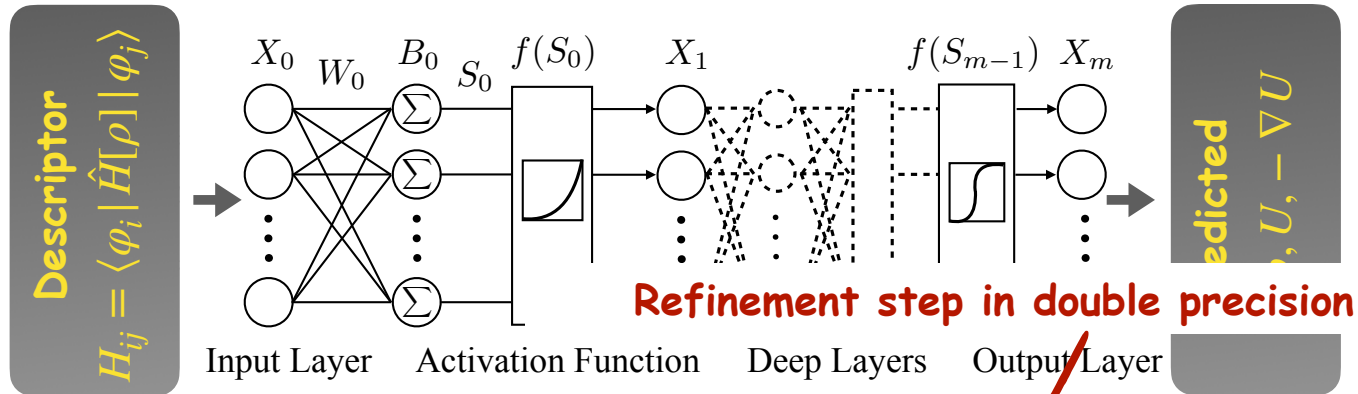 Descriptor
H_{ij} = ⟨φ_i| Ĥ[ρ] |φ_j⟩
X_0
W_0
B_0
S_0
f(S_0)
X_1
f(S_{m−1})
X_m
Σ
Σ
Σ
edicted
, U, − ∇U
Refinement step in double precision
Input Layer
Activation Function
Deep Layers
Output Layer